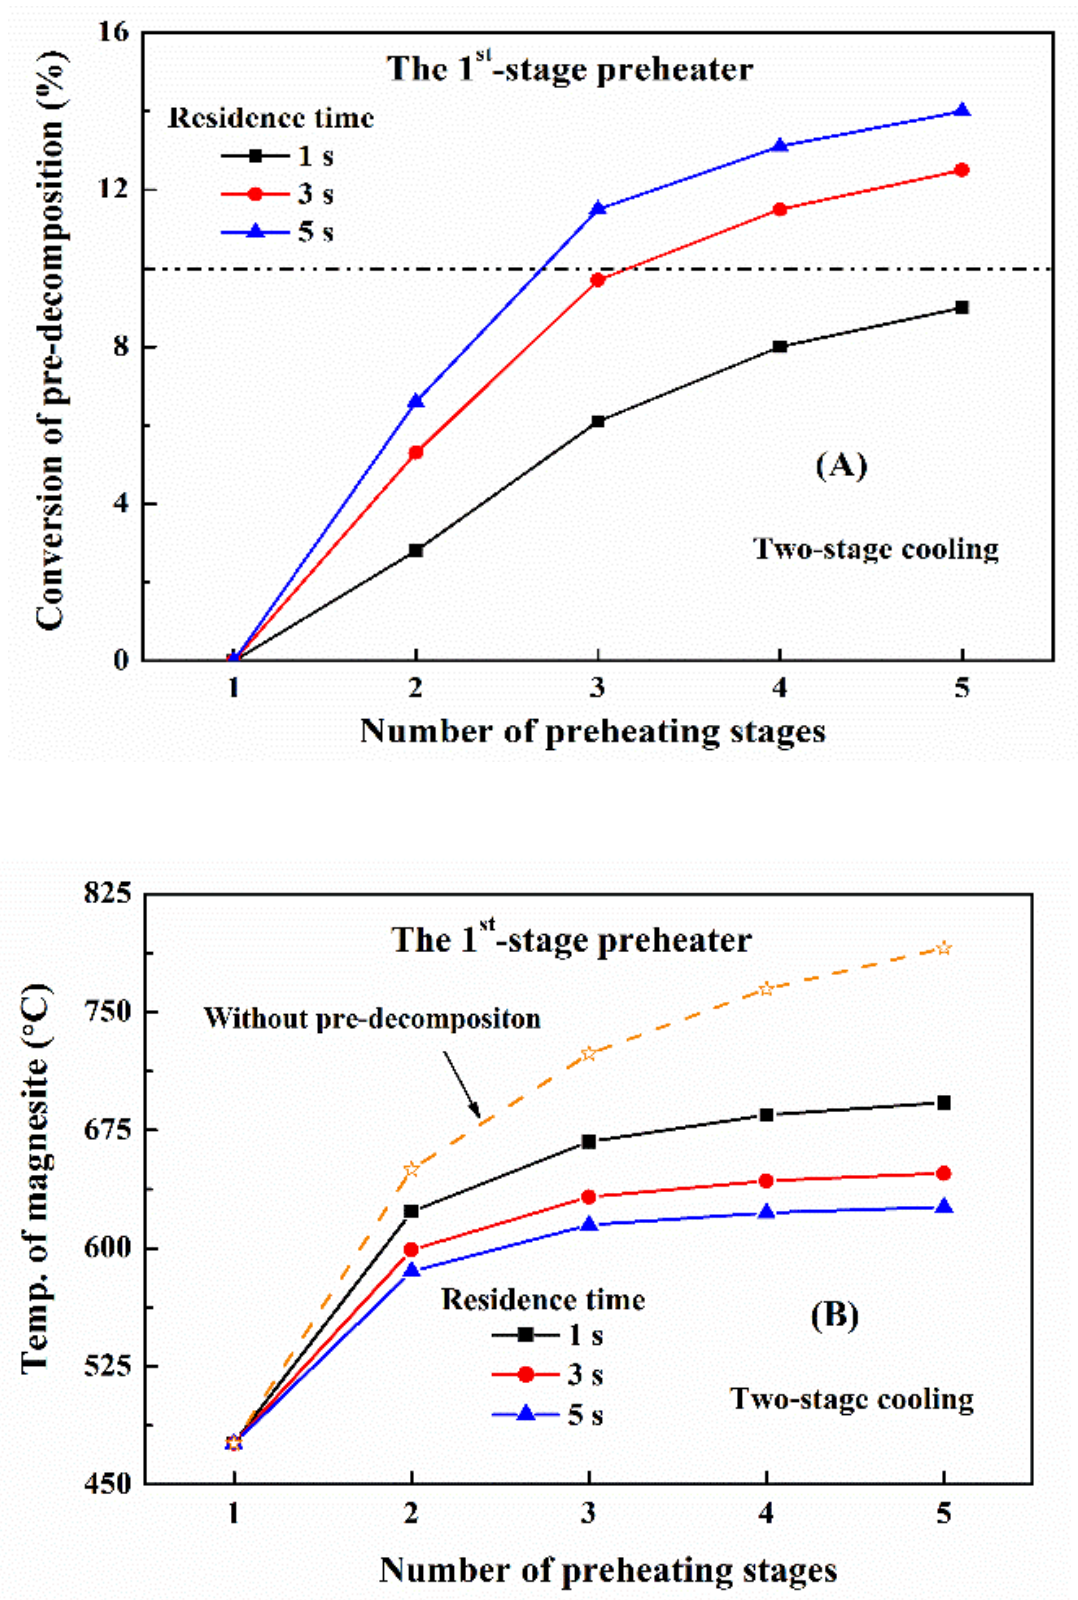 16
The 1st-stage preheater
Residence time
1 s
3 s
5 s
12
8
4
0
(A)
Two-stage cooling
Conversion of pre-decomposition (%)
1 2 3 4 5
Number of preheating stages
825
The 1st-stage preheater
Without pre-decompositon
750
675
600
525
450
Residence time
1 s
3 s
5 s
(B)
Two-stage cooling
Temp. of magnesite (°C)
1 2 3 4 5
Number of preheating stages